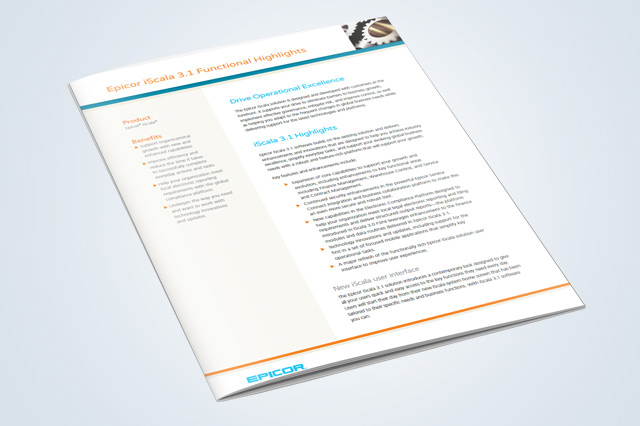 Epicor iScala 3.1 Functional Highlights
Product
Epicor® iScala®
Benefits
Support organizational
growth with new and
enhanced capabilities
Improve efficiency and
reduce the time it takes
to successfully complete
everyday actions and tasks
Help your organization meet
local electronic reporting
requirements with the global
compliance platform
Underpin the way you need
and want to work with
technology innovations
and updates
Drive Operational Excellence
The Epicor iScala solution is designed and developed with customers at the
forefront. It supports your drive to eliminate barriers to business growth,
implement effective governance, mitigate risk, and improve control, as well
as helping you adapt to the frequent changes in global business needs while
delivering support for the latest technologies and platforms.
iScala 3.1 Highlights
Epicor iScala 3.1 software builds on the existing solution and delivers
enhancements and innovations that are designed to help you achieve industry
excellence, simplify everyday tasks, and support your evolving global business
needs with a robust and feature-rich platform that will support your growth.
Key features and enhancements include:
Expansion of core capabilities to support your growth and
evolution, including enhancements to key functional areas
including Finance Management, Warehouse Control, and Service
and Contract Management.
Continued security enhancements in the powerful Epicor Service
Connect integration and business collaboration platform to make this
an even more secure and robust tool.
New capabilities in the Electronic Compliance Platform designed to
help your organization meet local legal electronic reporting and filing
requirements and deliver structured output reports—the platform
introduced in iScala 3.0 FSP2 leverages enhancements to the finance
modules and data routines delivered in Epicor iScala 3.1.
Technology innovations and updates, including support for the
first in a set of focused mobile applications that simplify key
operational tasks.
A major refresh of the functionally rich Epicor iScala solution user
interface to improve user experiences.
New iScala user interface
The Epicor iScala 3.1 solution introduces a contemporary look designed to give
all your users quick and easy access to the key functions they need every day.
Users will start their day from their new iScala system home screen that has been
tailored to their specific needs and business functions. With iScala 3.1 software
you can:
EPICOR